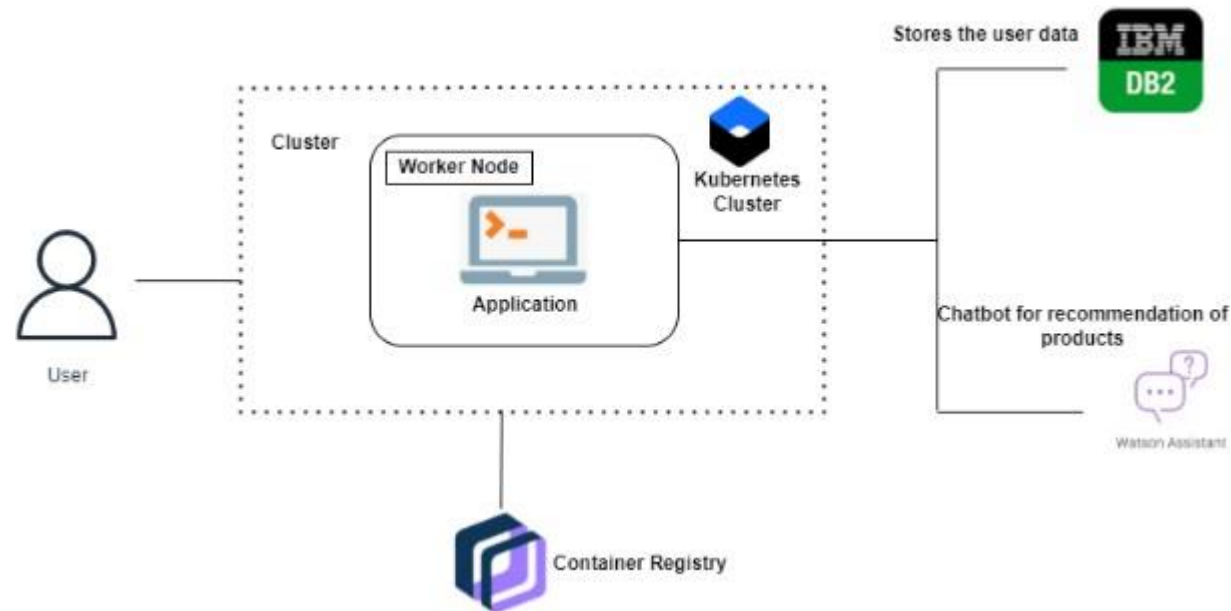 Stores the user data
IBM
DB2
Cluster
Worker Node
Kubernetes
Cluster
Application
User
Chatbot for recommendation of
products
?
Watson Assistant
Container Registry